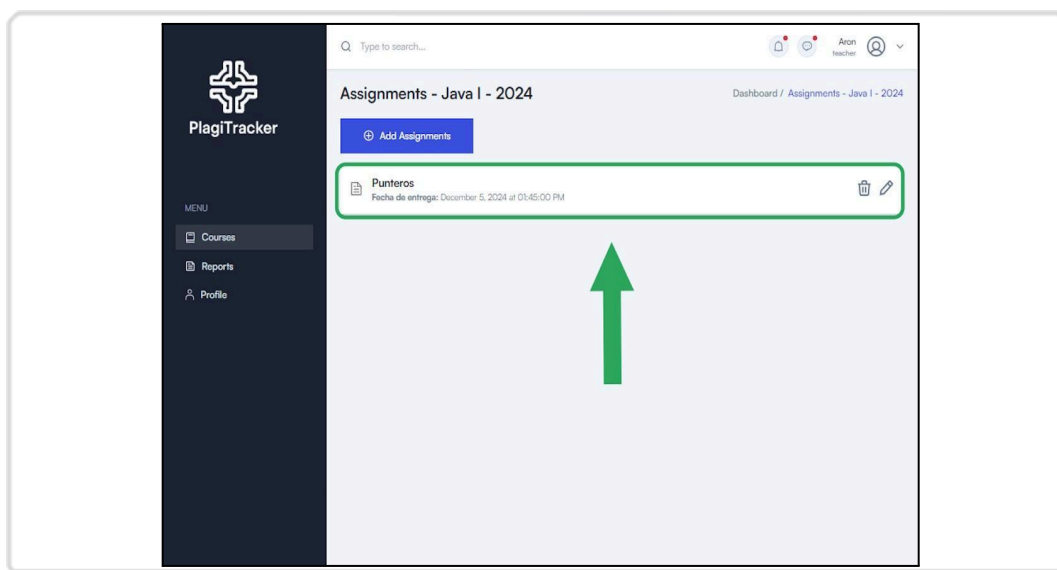 PlagiTracker
MENU
Courses
Reports
Profile
Type to search...
Aron
teacher
Assignments - Java I - 2024
Dashboard / Assignments - Java I - 2024
Add Assignments
Punteros
Fecha de entrega: December 5, 2024 at 01:45:00 PM